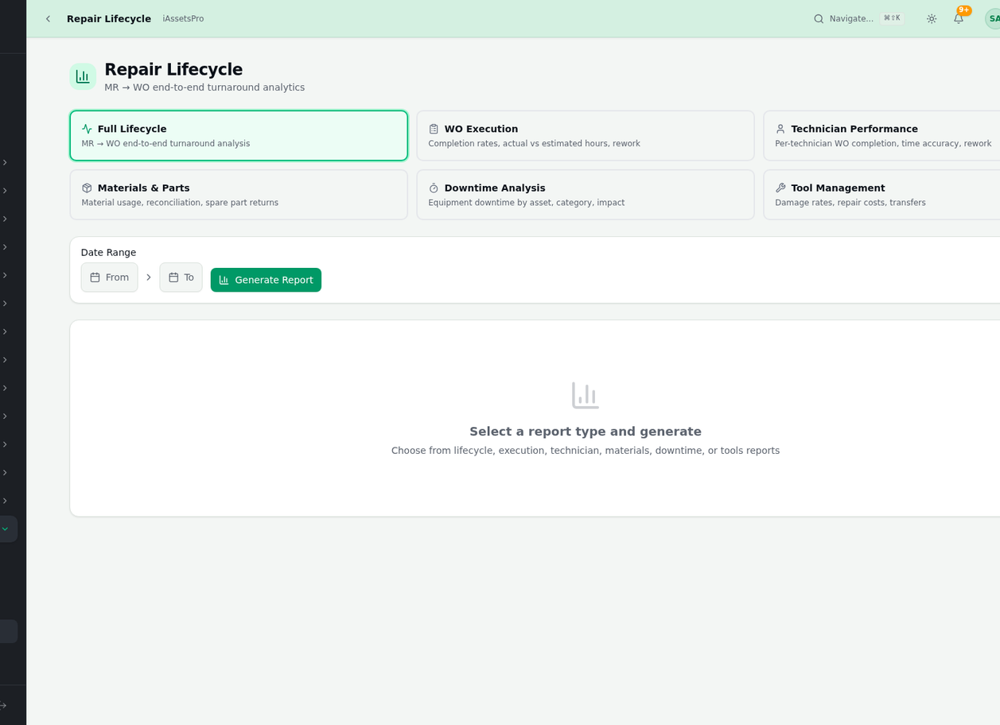 Repair Lifecycle iAssetsPro Navigate... ⌘⇧K 9+ SA
Repair Lifecycle
MR → WO end-to-end turnaround analytics
Full Lifecycle
MR → WO end-to-end turnaround analysis
WO Execution
Completion rates, actual vs estimated hours, rework
Technician Performance
Per-technician WO completion, time accuracy, rework
Materials & Parts
Material usage, reconciliation, spare part returns
Downtime Analysis
Equipment downtime by asset, category, impact
Tool Management
Damage rates, repair costs, transfers
Date Range
From To Generate Report
Select a report type and generate
Choose from lifecycle, execution, technician, materials, downtime, or tools reports